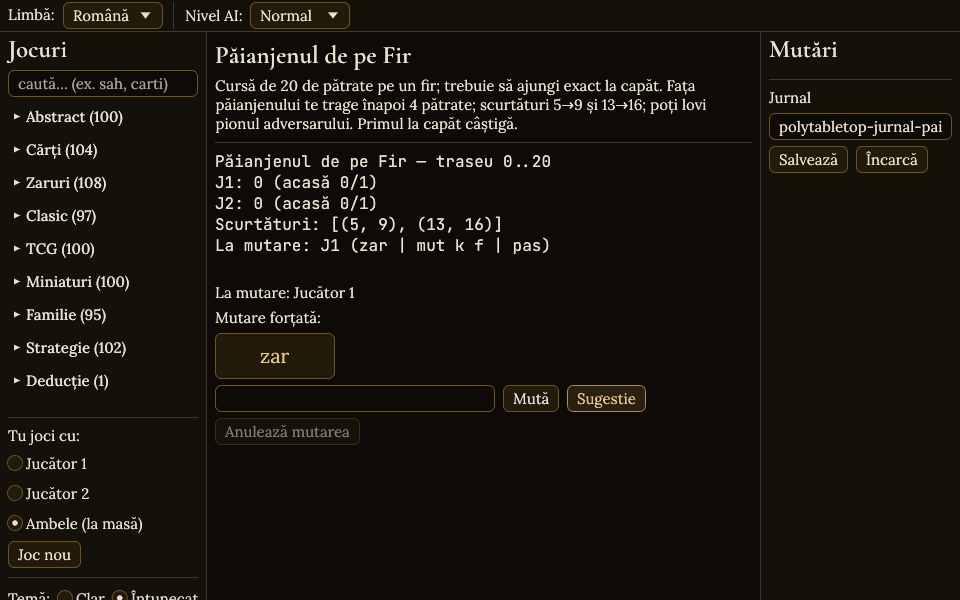 Limbă: Română ▼ Nivel AI: Normal ▼
Jocuri
caută... (ex. sah, carti)
▸ Abstract (100)
▸ Cărți (104)
▸ Zaruri (108)
▸ Clasic (97)
▸ TCG (100)
▸ Miniaturi (100)
▸ Familie (95)
▸ Strategie (102)
▸ Deducție (1)
Tu joci cu:
Jucător 1
Jucător 2
Ambele (la masă)
Joc nou
Temă: Clar Întunecat
Păianjenul de pe Fir
Cursă de 20 de pătrate pe un fir; trebuie să ajungi exact la capăt. Fața
păianjenului te trage înapoi 4 pătrate; scurtături 5→9 și 13→16; poți lovi
pionul adversarului. Primul la capăt câștigă.
Păianjenul de pe Fir — traseu 0..20
J1: 0 (acasă 0/1)
J2: 0 (acasă 0/1)
Scurtături: [(5, 9), (13, 16)]
La mutare: J1 (zar | mut k f | pas)
La mutare: Jucător 1
Mutare forțată:
zar
Mută Sugestie
Anulează mutarea
Mutări
Jurnal
polytabletop-jurnal-pai
Salvează Încarcă